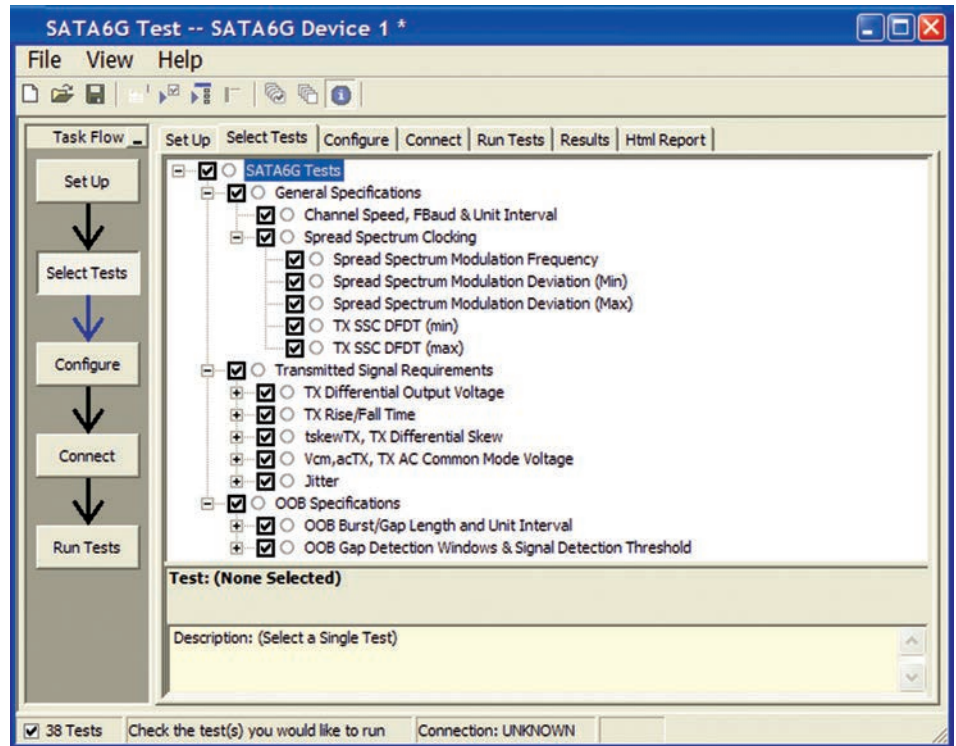 SATA6G Test -- SATA6G Device 1 *
File View Help
Task Flow
Set Up
Select Tests
Configure
Connect
Run Tests
Set Up Select Tests Configure Connect Run Tests Results Html Report
SATA6G Tests
General Specifications
Channel Speed, FBaud & Unit Interval
Spread Spectrum Clocking
Spread Spectrum Modulation Frequency
Spread Spectrum Modulation Deviation (Min)
Spread Spectrum Modulation Deviation (Max)
TX SSC DFDT (min)
TX SSC DFDT (max)
Transmitted Signal Requirements
TX Differential Output Voltage
TX Rise/Fall Time
tskewTX, TX Differential Skew
Vcm,acTX, TX AC Common Mode Voltage
Jitter
OOB Specifications
OOB Burst/Gap Length and Unit Interval
OOB Gap Detection Windows & Signal Detection Threshold
Test: (None Selected)
Description: (Select a Single Test)
38 Tests Check the test(s) you would like to run Connection: UNKNOWN